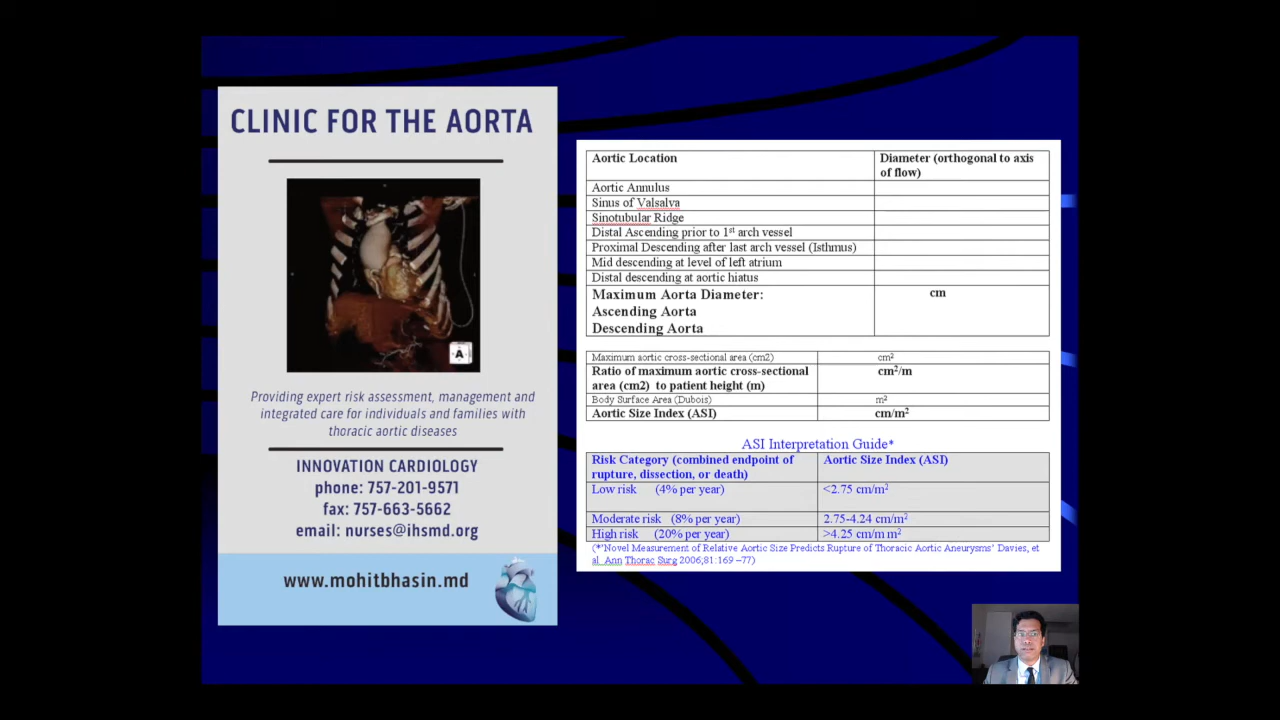 CLINIC FOR THE AORTA
A
Providing expert risk assessment, management and
integrated care for individuals and families with
thoracic aortic diseases
INNOVATION CARDIOLOGY
phone: 757-201-9571
fax: 757-663-5662
email: nurses@ihsmd.org
www.mohitbhasin.md
Aortic Location Diameter (orthogonal to axis
of flow)
Aortic Annulus
Sinus of Valsalva
Sinotubular Ridge
Distal Ascending prior to 1st arch vessel
Proximal Descending after last arch vessel (Isthmus)
Mid descending at level of left atrium
Distal descending at aortic hiatus
Maximum Aorta Diameter: cm
Ascending Aorta
Descending Aorta
Maximum aortic cross-sectional area (cm2) cm²
Ratio of maximum aortic cross-sectional cm²/m
area (cm2) to patient height (m)
Body Surface Area (Dubois) m²
Aortic Size Index (ASI) cm/m²
ASI Interpretation Guide*
Risk Category (combined endpoint of Aortic Size Index (ASI)
rupture, dissection, or death)
Low risk (4% per year) <2.75 cm/m²
Moderate risk (8% per year) 2.75-4.24 cm/m²
High risk (20% per year) >4.25 cm/m m²
(*'Novel Measurement of Relative Aortic Size Predicts Rupture of Thoracic Aortic Aneurysms' Davies, et
al. Ann Thorac Surg 2006;81:169 –77)